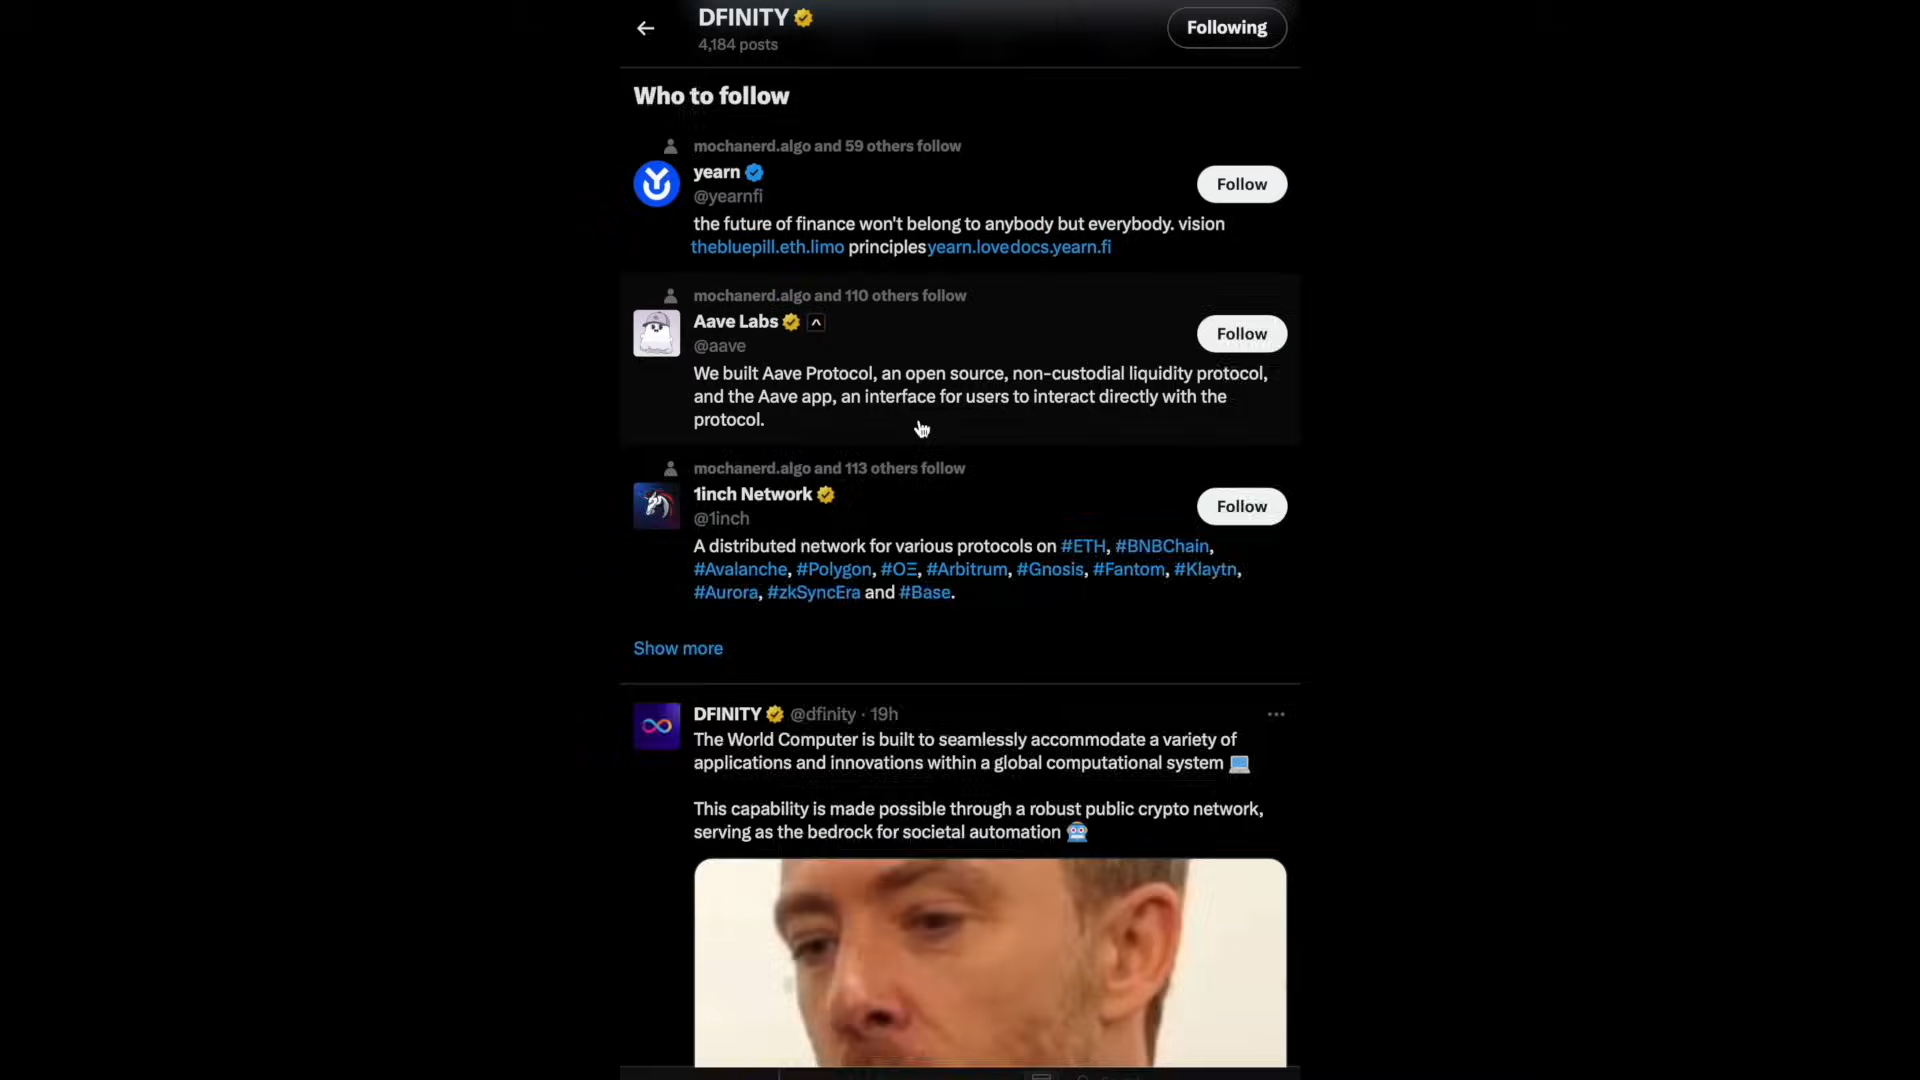 DFINITY
4,184 posts
Following
Who to follow
mochanerd.algo and 59 others follow
yearn
@yearnfi
Follow
the future of finance won't belong to anybody but everybody. vision
thebluepill.eth.limo principlesyearn.lovedocs.yearn.fi
mochanerd.algo and 110 others follow
Aave Labs
@aave
Follow
We built Aave Protocol, an open source, non-custodial liquidity protocol,
and the Aave app, an interface for users to interact directly with the
protocol.
mochanerd.algo and 113 others follow
1inch Network
@1inch
Follow
A distributed network for various protocols on #ETH, #BNBChain,
#Avalanche, #Polygon, #OΞ, #Arbitrum, #Gnosis, #Fantom, #Klaytn,
#Aurora, #zkSyncEra and #Base.
Show more
DFINITY @dfinity · 19h
The World Computer is built to seamlessly accommodate a variety of
applications and innovations within a global computational system 💻
This capability is made possible through a robust public crypto network,
serving as the bedrock for societal automation 🤖